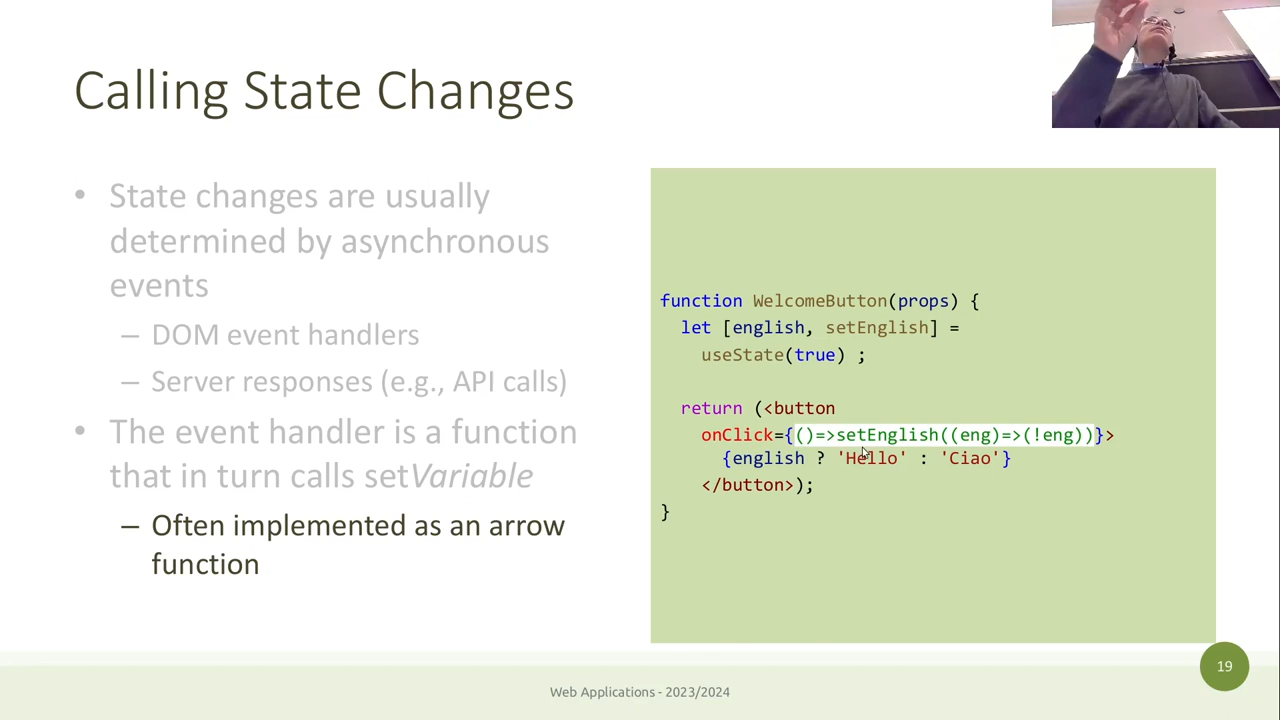 Calling State Changes
• State changes are usually
determined by asynchronous
events
– DOM event handlers
– Server responses (e.g., API calls)
• The event handler is a function
that in turn calls setVariable
– Often implemented as an arrow
function
function WelcomeButton(props) {
let [english, setEnglish] =
useState(true) ;
return (<button
onClick={()=>setEnglish((eng)=>(!eng))}>
{english ? 'Hello' : 'Ciao'}
</button>);
}
19
Web Applications - 2023/2024